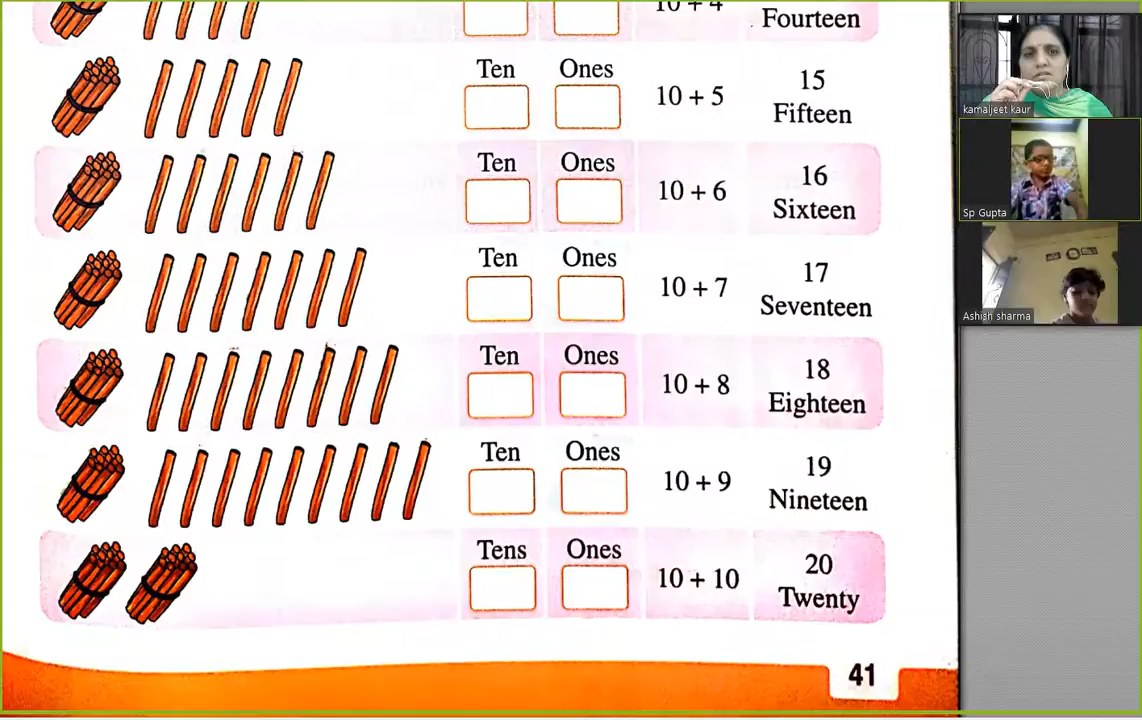 10 + 4
Fourteen
Ten Ones 10 + 5 15
Fifteen
Ten Ones 10 + 6 16
Sixteen
Ten Ones 10 + 7 17
Seventeen
Ten Ones 10 + 8 18
Eighteen
Ten Ones 10 + 9 19
Nineteen
Tens Ones 10 + 10 20
Twenty
41
kamaljeet kaur
Sp Gupta
Ashish sharma